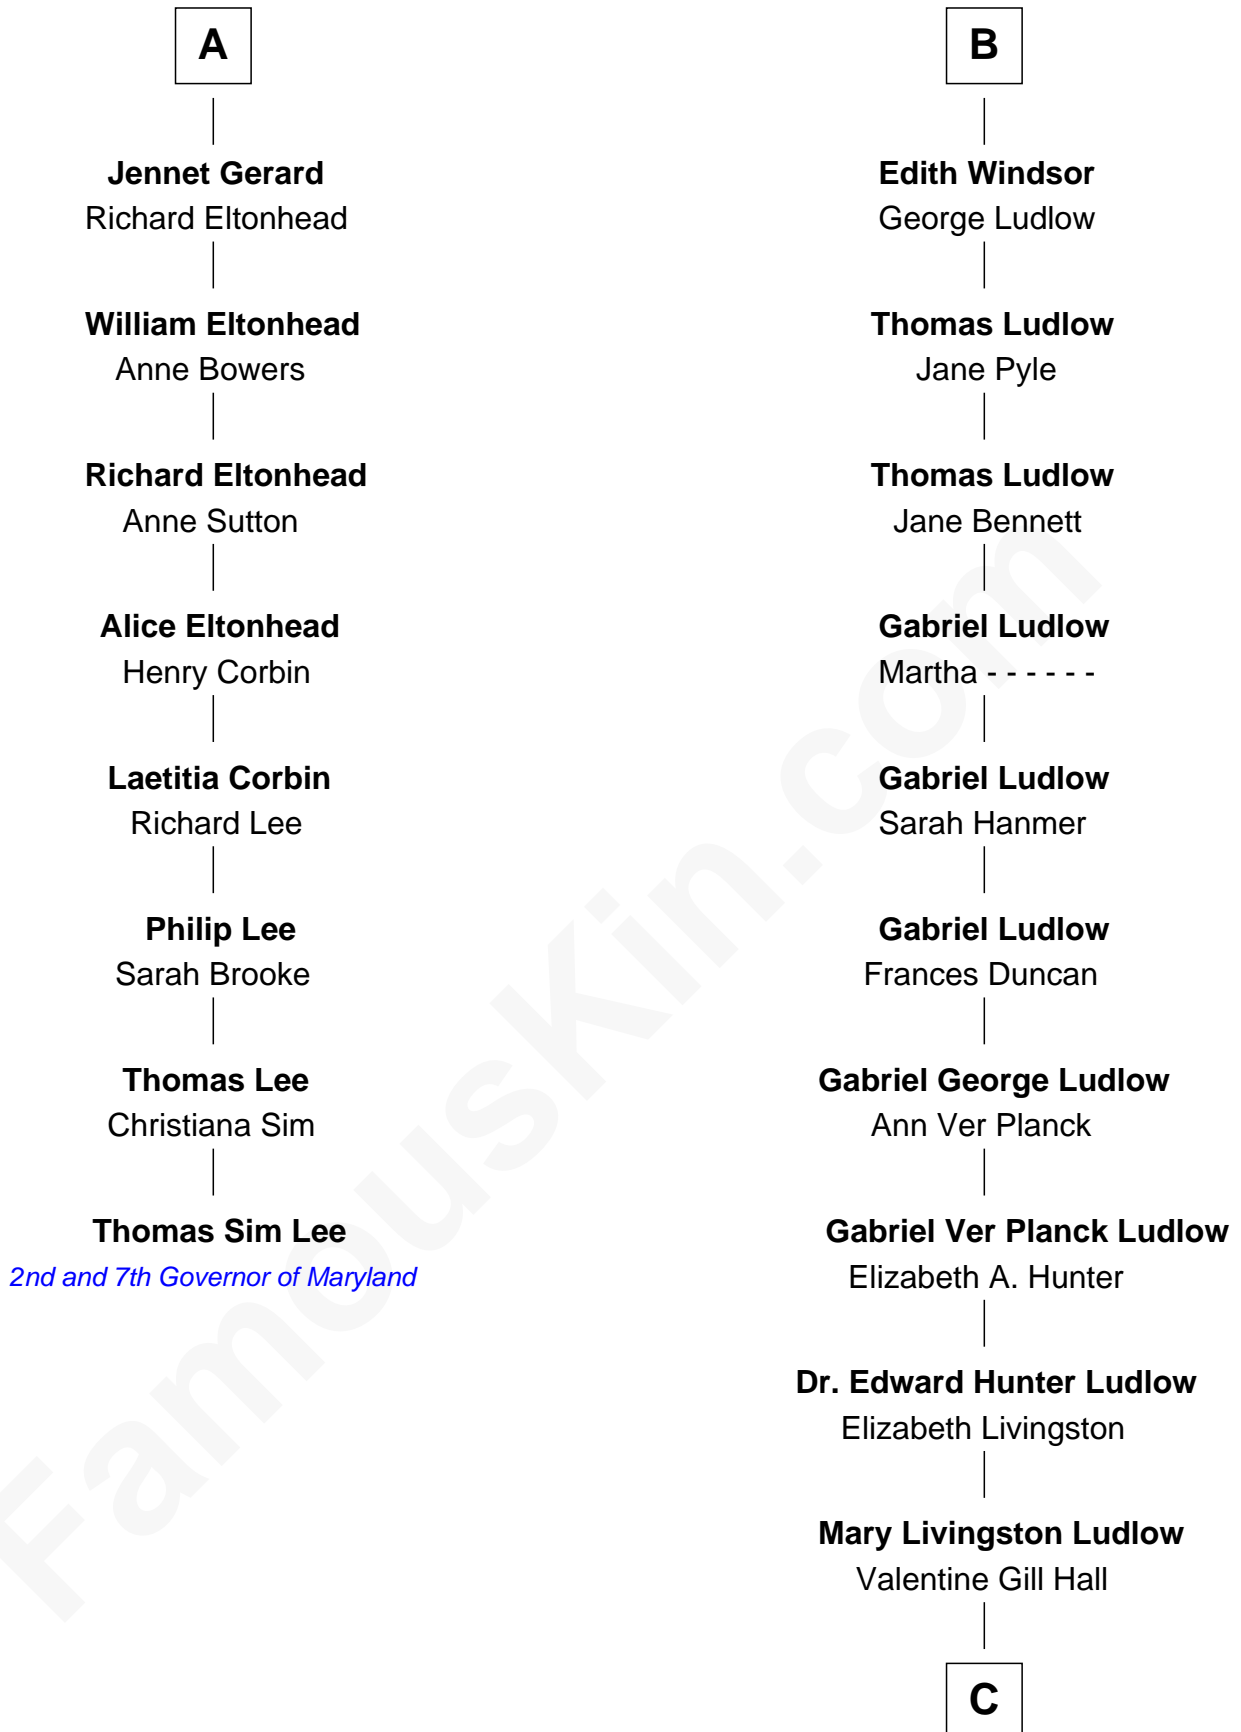 A
Jennet Gerard
Richard Eltonhead
William Eltonhead
Anne Bowers
Richard Eltonhead
Anne Sutton
Alice Eltonhead
Henry Corbin
Laetitia Corbin
Richard Lee
Philip Lee
Sarah Brooke
Thomas Lee
Christiana Sim
Thomas Sim Lee
2nd and 7th Governor of Maryland
B
Edith Windsor
George Ludlow
Thomas Ludlow
Jane Pyle
Thomas Ludlow
Jane Bennett
Gabriel Ludlow
Martha - - - - - -
Gabriel Ludlow
Sarah Hanmer
Gabriel Ludlow
Frances Duncan
Gabriel George Ludlow
Ann Ver Planck
Gabriel Ver Planck Ludlow
Elizabeth A. Hunter
Dr. Edward Hunter Ludlow
Elizabeth Livingston
Mary Livingston Ludlow
Valentine Gill Hall
C
FamousKin.com